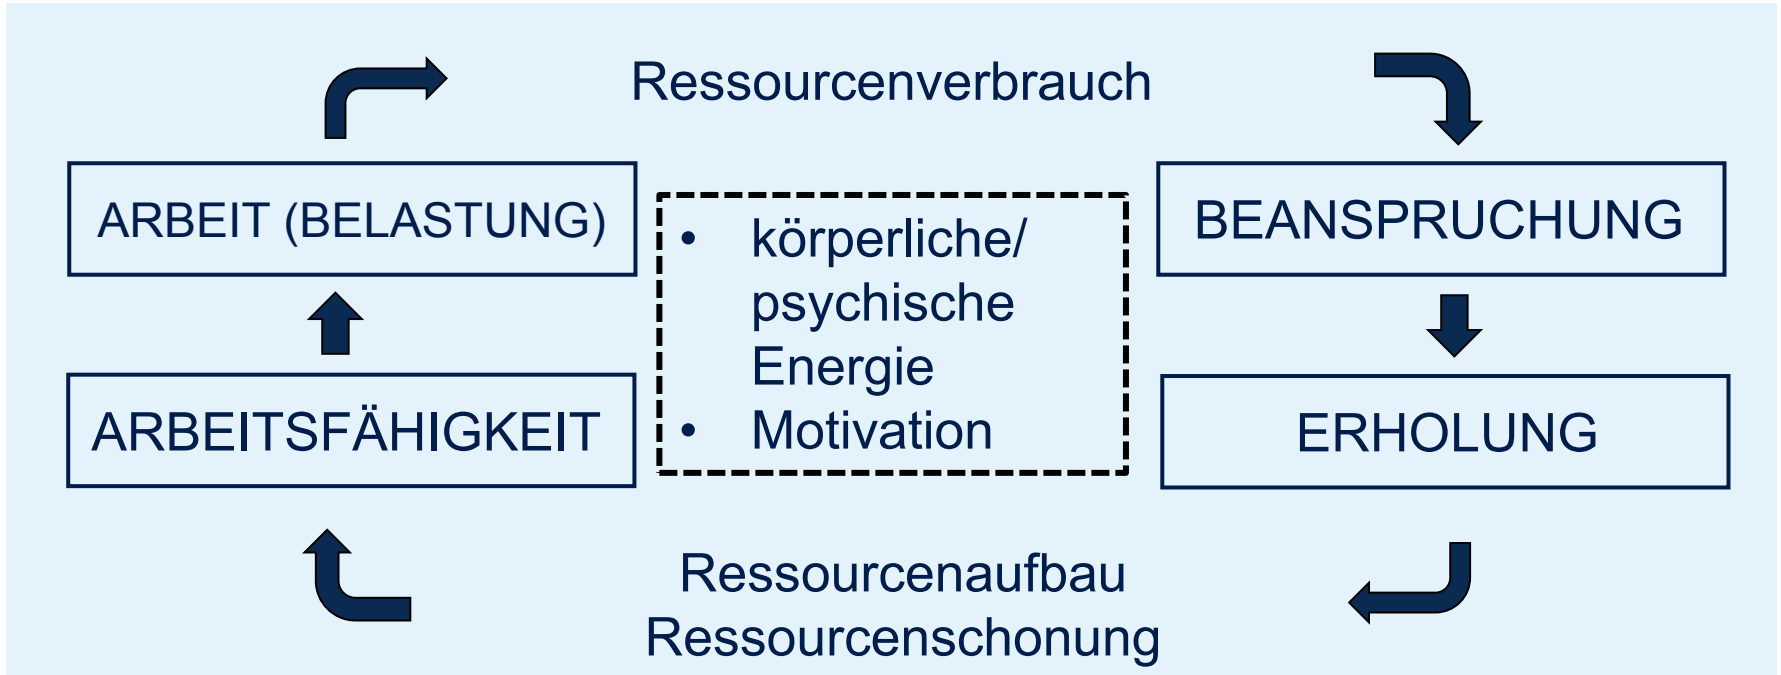 Ressourcenverbrauch
ARBEIT (BELASTUNG)
BEANSPRUCHUNG
• körperliche/
psychische
Energie
• Motivation
ARBEITSFÄHIGKEIT
ERHOLUNG
Ressourcenaufbau
Ressourcenschonung